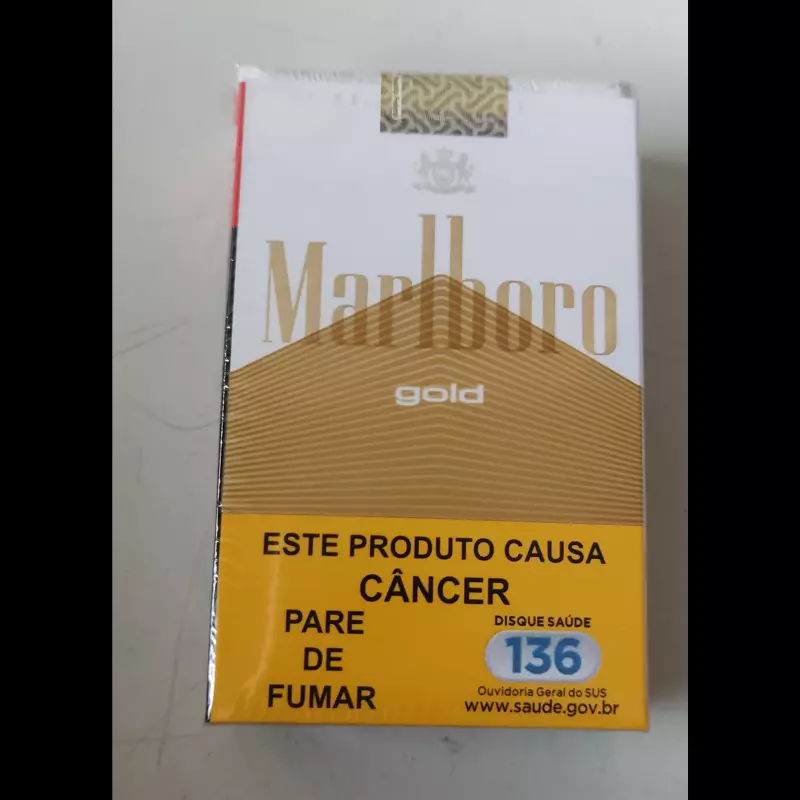 Marlboro
gold
ESTE PRODUTO CAUSA
CÂNCER
PARE
DE
FUMAR
DISQUE SAÚDE
136
Ouvidoria Geral do SUS
www.saude.gov.br